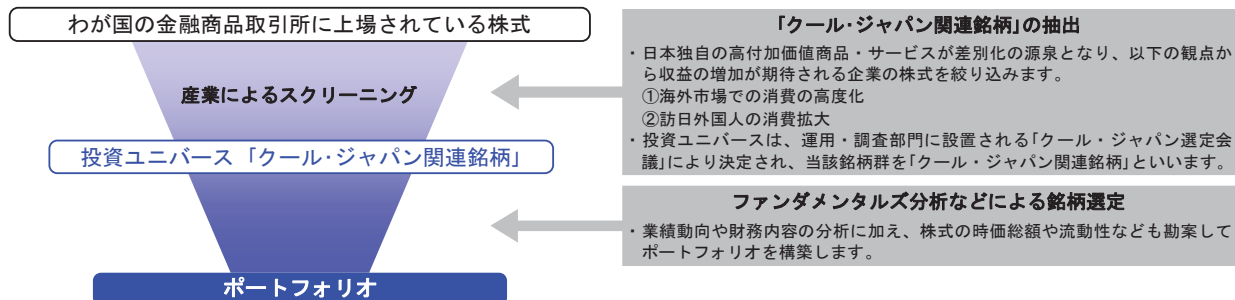 わが国の金融商品取引所に上場されている株式
産業によるスクリーニング
投資ユニバース「クール･ジャパン関連銘柄」
ポートフォリオ
「クール･ジャパン関連銘柄」の抽出
・日本独自の高付加価値商品・サービスが差別化の源泉となり、以下の観点か
ら収益の増加が期待される企業の株式を絞り込みます。
①海外市場での消費の高度化
②訪日外国人の消費拡大
・投資ユニバースは、運用・調査部門に設置される「クール・ジャパン選定会
議」により決定され、当該銘柄群を「クール・ジャパン関連銘柄」といいます。
ファンダメンタルズ分析などによる銘柄選定
・業績動向や財務内容の分析に加え、株式の時価総額や流動性なども勘案して
ポートフォリオを構築します。